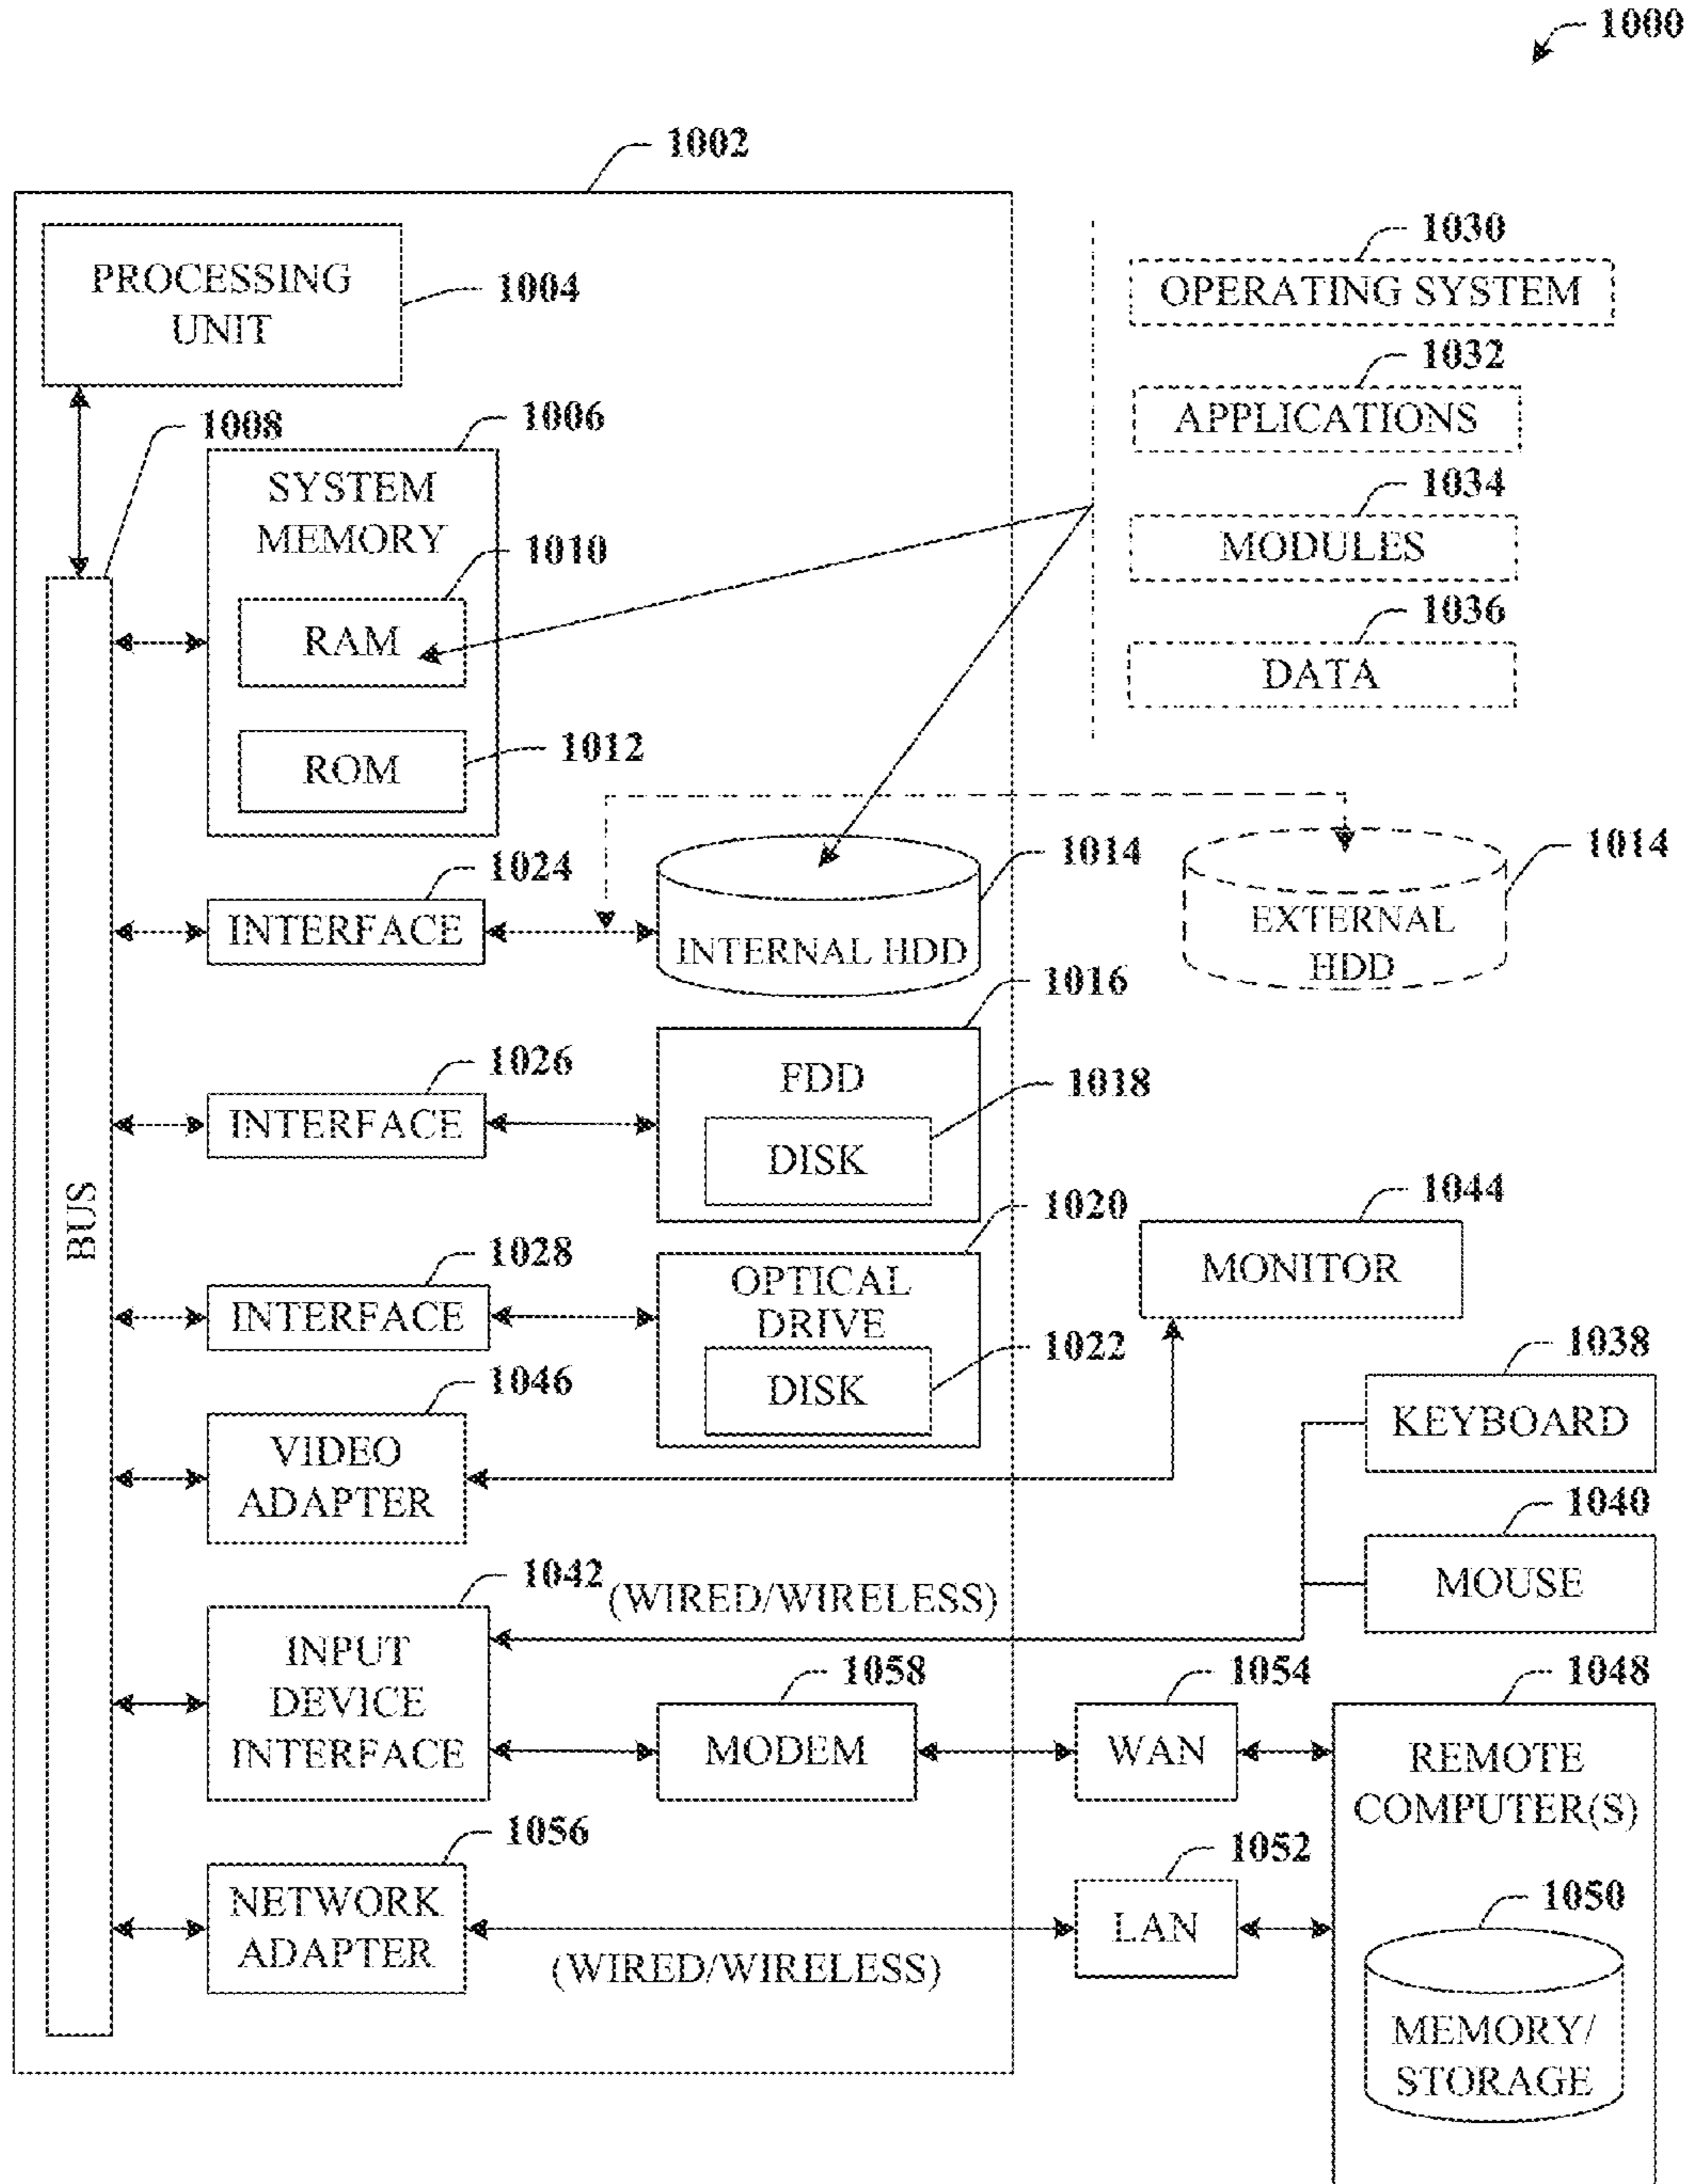 1000
1002
PROCESSING
UNIT
1004
1030
OPERATING SYSTEM
1032
APPLICATIONS
1034
MODULES
1036
DATA
1008
1006
SYSTEM
MEMORY
1010
RAM
1012
ROM
1024
INTERFACE
1014
INTERNAL HDD
1014
EXTERNAL
HDD
1026
INTERFACE
1016
FDD
1018
DISK
BUS
1028
INTERFACE
1020
OPTICAL
DRIVE
1022
DISK
1044
MONITOR
1046
VIDEO
ADAPTER
1038
KEYBOARD
1040
MOUSE
1042
(WIRED/WIRELESS)
INPUT
DEVICE
INTERFACE
1058
MODEM
1054
WAN
1048
REMOTE
COMPUTER(S)
1056
NETWORK
ADAPTER
(WIRED/WIRELESS)
1052
LAN
1050
MEMORY/
STORAGE